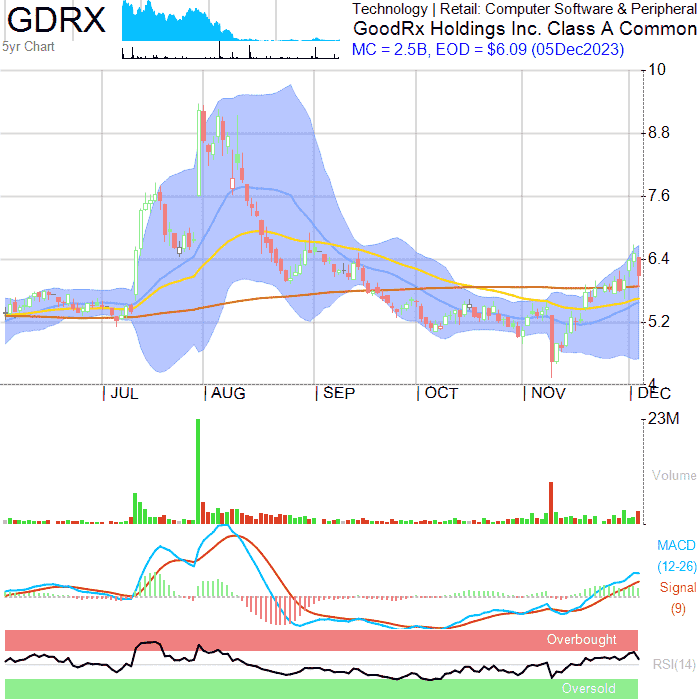 GDRX
5yr Chart
Technology | Retail: Computer Software & Peripheral
GoodRx Holdings Inc. Class A Common
MC = 2.5B, EOD = $6.09 (05Dec2023)
10
8.8
7.6
6.4
5.2
4
JUL
AUG
SEP
OCT
NOV
DEC
23M
Volume
MACD
(12-26)
Signal
(9)
Overbought
RSI(14)
Oversold